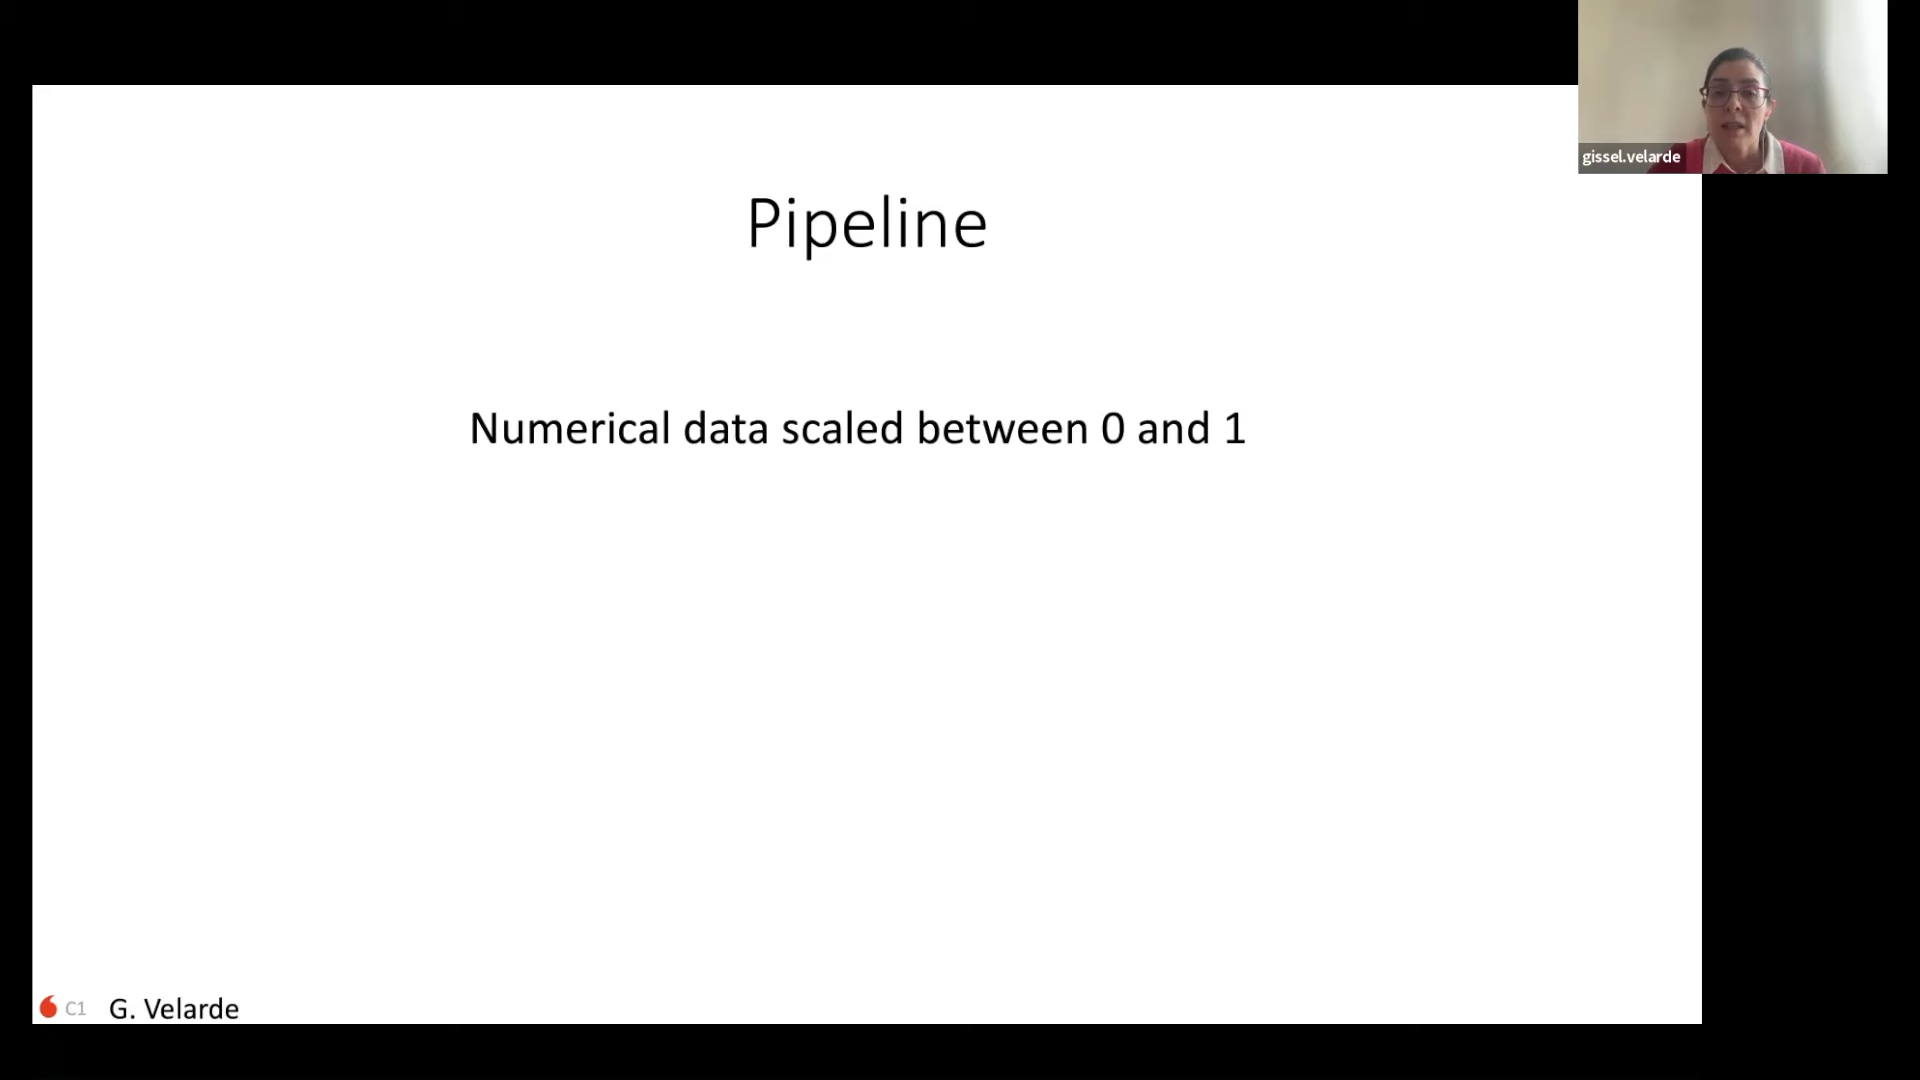 gissel.velarde
Pipeline
Numerical data scaled between 0 and 1
C1 G. Velarde